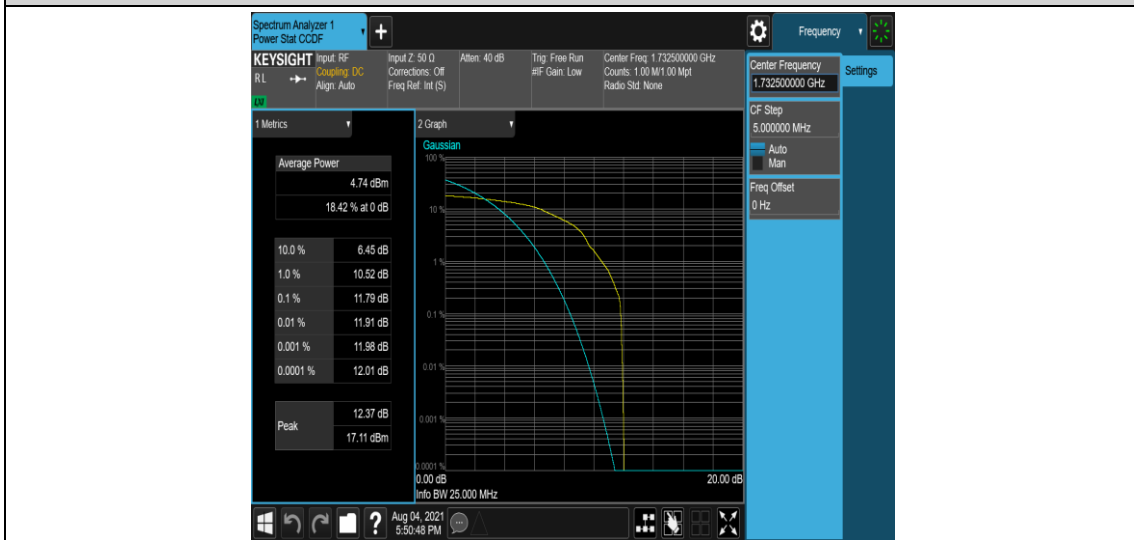 Spectrum Analyzer 1
Power Stat CCDF
+
Frequency
KEYSIGHT
RL
LXI
Input: RF
Coupling: DC
Align: Auto
Input Z: 50 Ω
Corrections: Off
Freq Ref: Int (S)
Atten: 40 dB
Trig: Free Run
#IF Gain: Low
Center Freq: 1.732500000 GHz
Counts: 1.00 M/1.00 Mpt
Radio Std: None
Center Frequency
1.732500000 GHz
Settings
CF Step
5.000000 MHz
Auto
Man
Freq Offset
0 Hz
1 Metrics
Average Power
4.74 dBm
18.42 % at 0 dB
10.0 % 6.45 dB
1.0 % 10.52 dB
0.1 % 11.79 dB
0.01 % 11.91 dB
0.001 % 11.98 dB
0.0001 % 12.01 dB
Peak
12.37 dB
17.11 dBm
2 Graph
Gaussian
100 %
10 %
1 %
0.1 %
0.01 %
0.001 %
0.0001 %
0.00 dB 20.00 dB
Info BW 25.000 MHz
?
Aug 04, 2021
5:50:48 PM